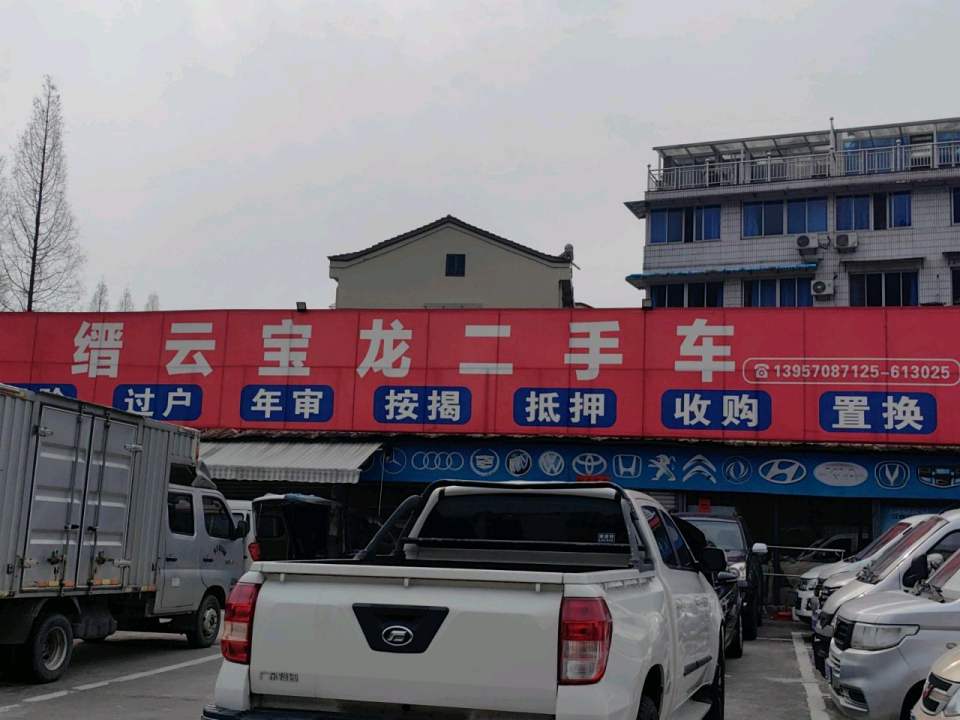 缙云宝龙二手车
☎13957087125-613025
过户 年审 按揭 抵押 收购 置换